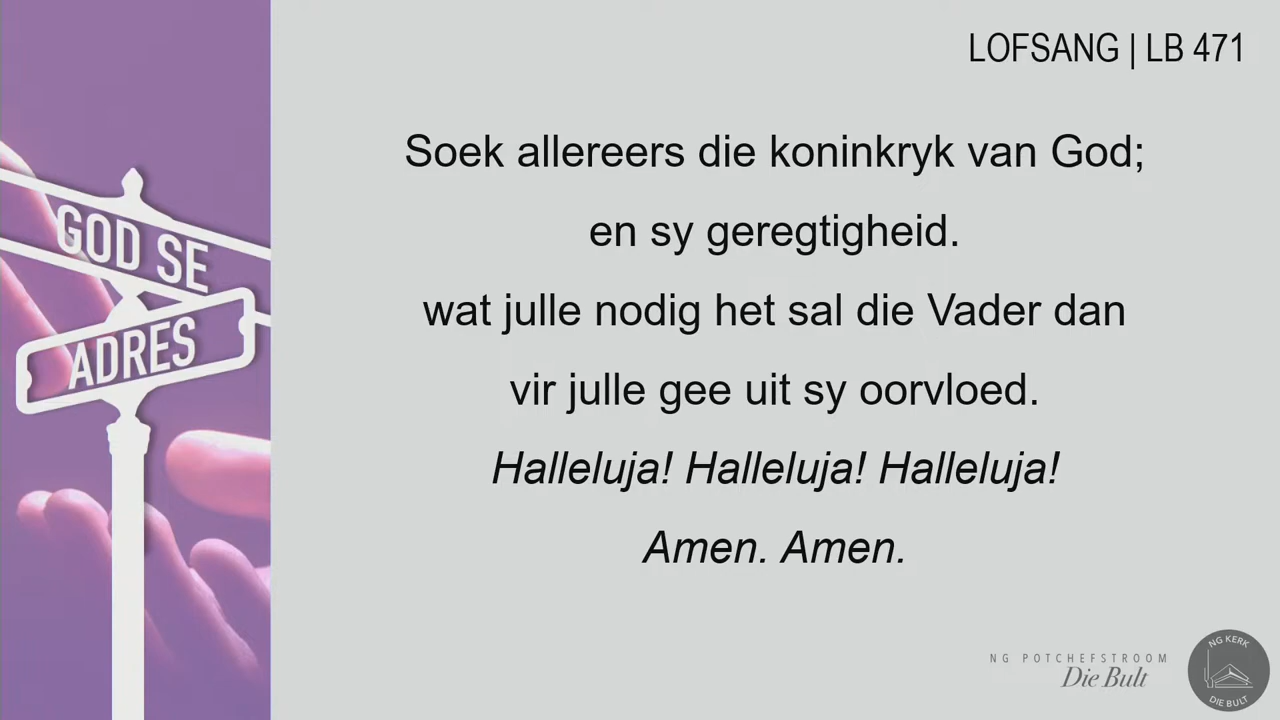 LOFSANG | LB 471
Soek allereers die koninkryk van God;
en sy geregtigheid.
wat julle nodig het sal die Vader dan
vir julle gee uit sy oorvloed.
Halleluja! Halleluja! Halleluja!
Amen. Amen.
GOD SE
ADRES
NG POTCHEFSTROOM
Die Bult
NG KERK
DIE BULT